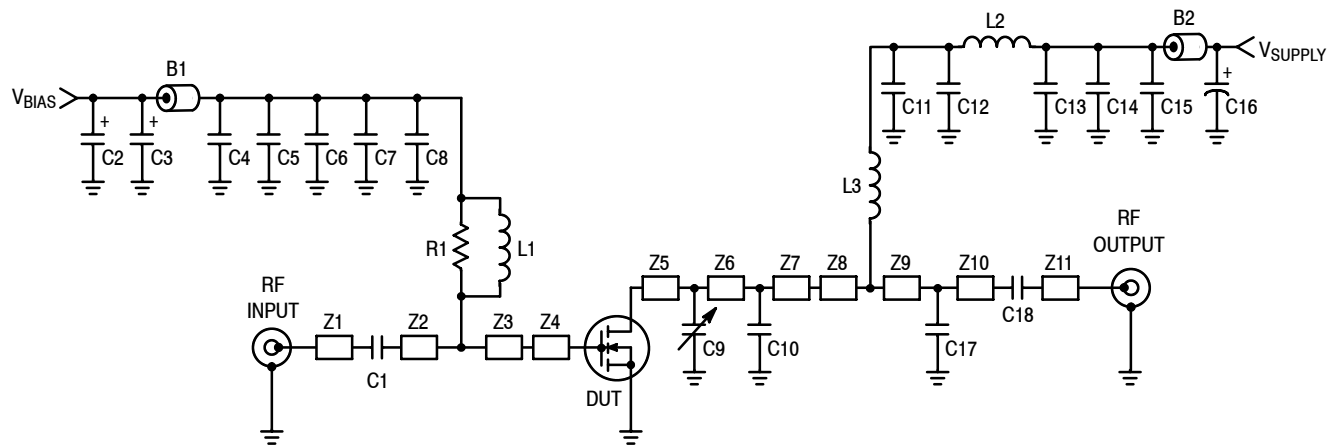 L2
B2
VSUPPLY
B1
VBIAS
+
C11
C12
C13
C14
C15
C16
+
+
C2
C3
C4
C5
C6
C7
C8
L3
R1
L1
RF
OUTPUT
RF
INPUT
Z5
Z6
Z7
Z8
Z9
Z10
Z11
C18
Z1
Z2
Z3
Z4
C9
C10
C17
C1
DUT